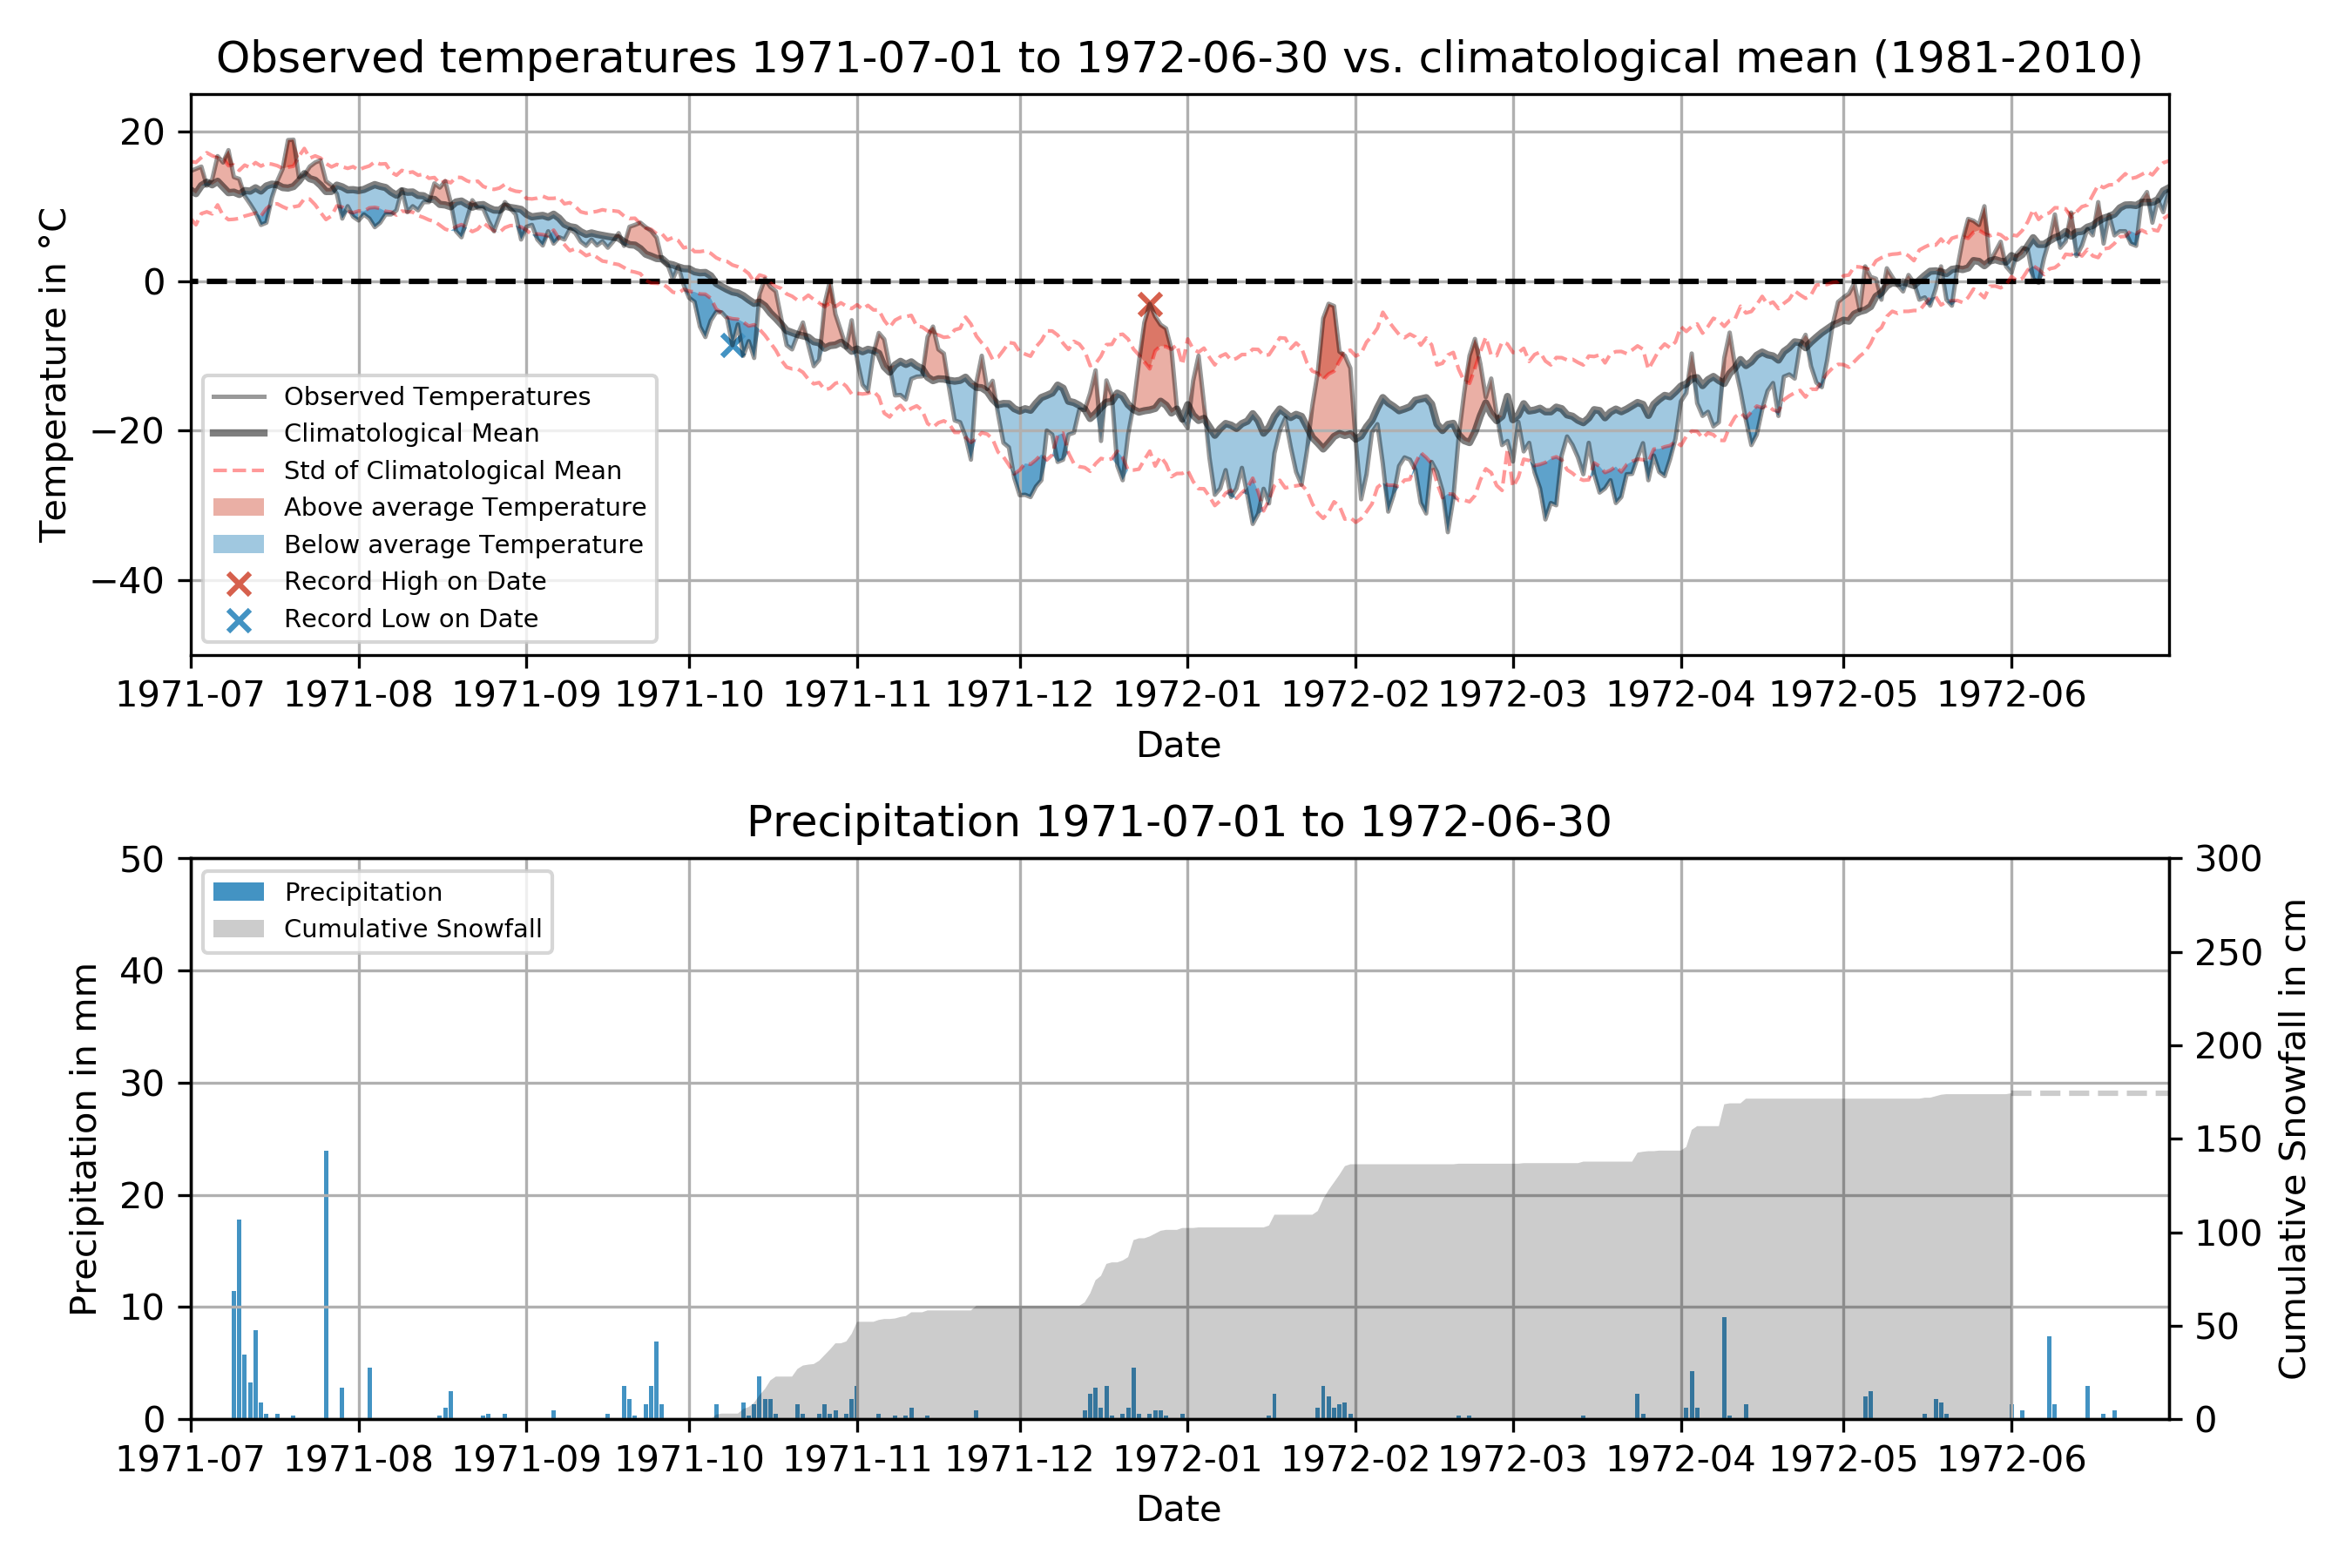 Observed temperatures 1971-07-01 to 1972-06-30 vs. climatological mean (1981-2010)
Temperature in °C
20
0
−20
−40
Observed Temperatures
Climatological Mean
Std of Climatological Mean
Above average Temperature
Below average Temperature
Record High on Date
Record Low on Date
1971-07 1971-08 1971-09 1971-10 1971-11 1971-12 1972-01 1972-02 1972-03 1972-04 1972-05 1972-06
Date
Precipitation 1971-07-01 to 1972-06-30
Precipitation in mm
50
40
30
20
10
0
Precipitation
Cumulative Snowfall
300
250
200
150
100
50
0
Cumulative Snowfall in cm
1971-07 1971-08 1971-09 1971-10 1971-11 1971-12 1972-01 1972-02 1972-03 1972-04 1972-05 1972-06
Date